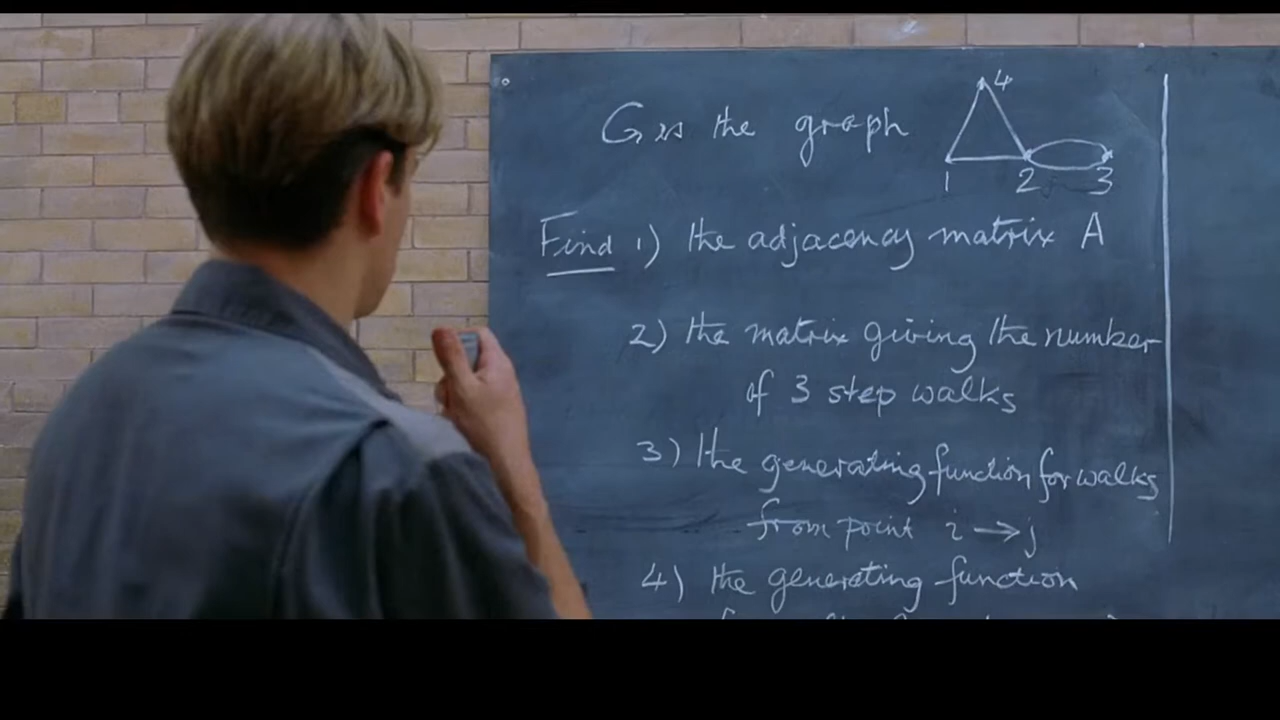 G is the graph
4
1 2 3
Find 1) the adjacency matrix A
2) the matrix giving the number
of 3 step walks
3) the generating function for walks
from point i → j
4) the generating function